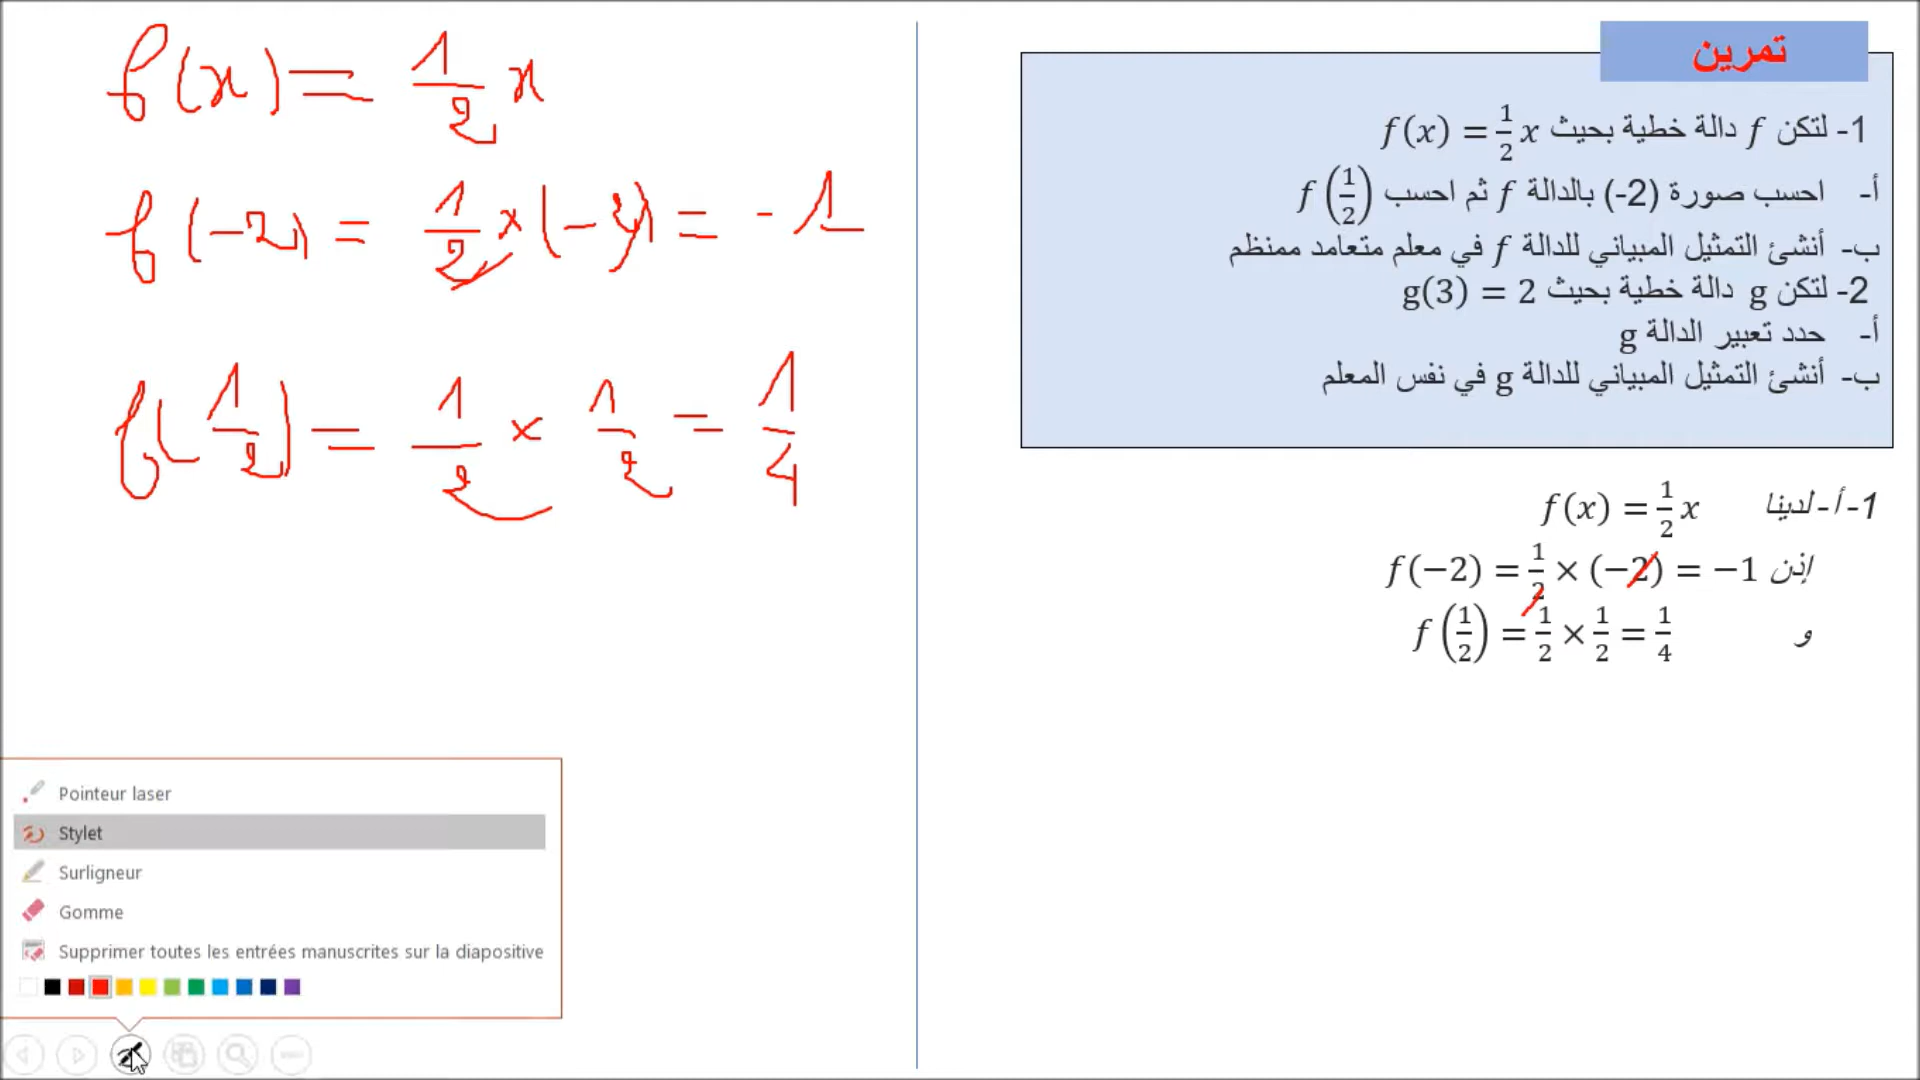 f(x) = 1/2 x
f(-2) = 1/2 × (-2) = -1
f(1/2) = 1/2 × 1/2 = 1/4
تمرين
1- لتكن f دالة خطية بحيث f(x) = 1/2 x
أ- احسب صورة (-2) بالدالة f ثم احسب f(1/2)
ب- أنشئ التمثيل المبياني للدالة f في معلم متعامد ممنظم
2- لتكن g دالة خطية بحيث g(3) = 2
أ- حدد تعبير الدالة g
ب- أنشئ التمثيل المبياني للدالة g في نفس المعلم
1-أ-لدينا f(x) = 1/2 x
إذن f(−2) = 1/2 × (−2) = −1
و f(1/2) = 1/2 × 1/2 = 1/4
Pointeur laser
Stylet
Surligneur
Gomme
Supprimer toutes les entrées manuscrites sur la diapositive